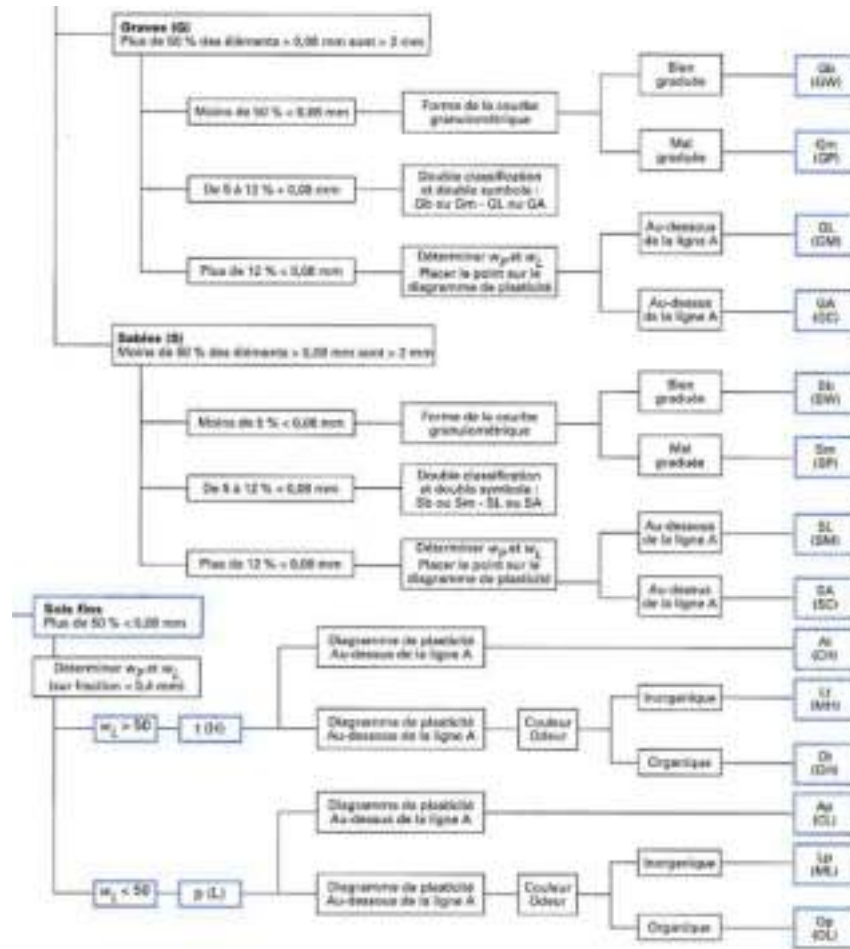 Graves (G)
Plus de 50 % des éléments > 0,08 mm sont > 2 mm
Bien
graduée
Gb
(GW)
Moins de 50 % < 0,08 mm
Forme de la courbe
granulométrique
Mal
graduée
Gm
(GP)
De 5 à 12 % < 0,08 mm
Double classification
et double symbole :
Gb ou Gm - GL ou GA
Au-dessous
de la ligne A
GL
(GM)
Plus de 12 % < 0,08 mm
Déterminer wP et wL
Placer le point sur le
diagramme de plasticité
Au-dessus
de la ligne A
GA
(GC)
Sables (S)
Moins de 50 % des éléments > 0,08 mm sont > 2 mm
Bien
graduée
Sb
(SW)
Moins de 5 % < 0,08 mm
Forme de la courbe
granulométrique
Mal
graduée
Sm
(SP)
De 5 à 12 % < 0,08 mm
Double classification
et double symbole :
Sb ou Sm - SL ou SA
Au-dessous
de la ligne A
SL
(SM)
Plus de 12 % < 0,08 mm
Déterminer wP et wL
Placer le point sur le
diagramme de plasticité
Au-dessus
de la ligne A
SA
(SC)
Sols fins
Plus de 50 % < 0,08 mm
Déterminer wP et wL
(sur fraction < 0,4 mm)
Diagramme de plasticité
Au-dessus de la ligne A
At
(CH)
wL > 50
t (H)
Diagramme de plasticité
Au-dessous de la ligne A
Couleur
Odeur
Inorganique
Lt
(MH)
Organique
Ot
(OH)
Diagramme de plasticité
Au-dessus de la ligne A
Ap
(CL)
wL < 50
p (L)
Diagramme de plasticité
Au-dessous de la ligne A
Couleur
Odeur
Inorganique
Lp
(ML)
Organique
Op
(OL)